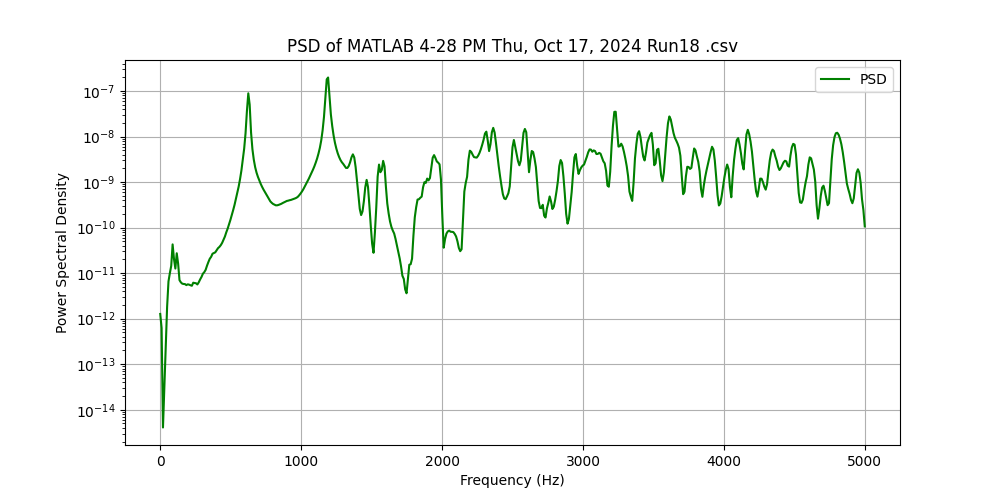 PSD of MATLAB 4-28 PM Thu, Oct 17, 2024 Run18 .csv
PSD
Power Spectral Density
10⁻⁷
10⁻⁸
10⁻⁹
10⁻¹⁰
10⁻¹¹
10⁻¹²
10⁻¹³
10⁻¹⁴
0 1000 2000 3000 4000 5000
Frequency (Hz)